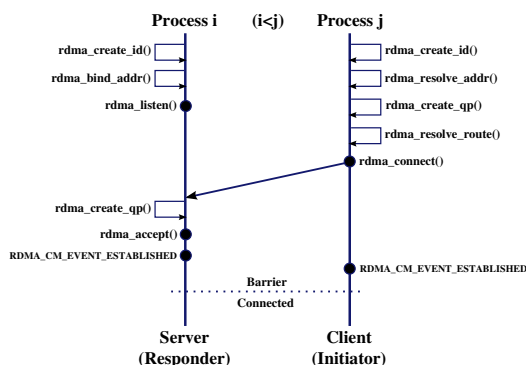 Process i (i<j) Process j
rdma_create_id() rdma_create_id()
rdma_bind_addr() rdma_resolve_addr()
rdma_listen() rdma_create_qp()
rdma_resolve_route()
rdma_connect()
rdma_create_qp()
rdma_accept()
RDMA_CM_EVENT_ESTABLISHED
RDMA_CM_EVENT_ESTABLISHED
Barrier
Connected
Server Client
(Responder) (Initiator)